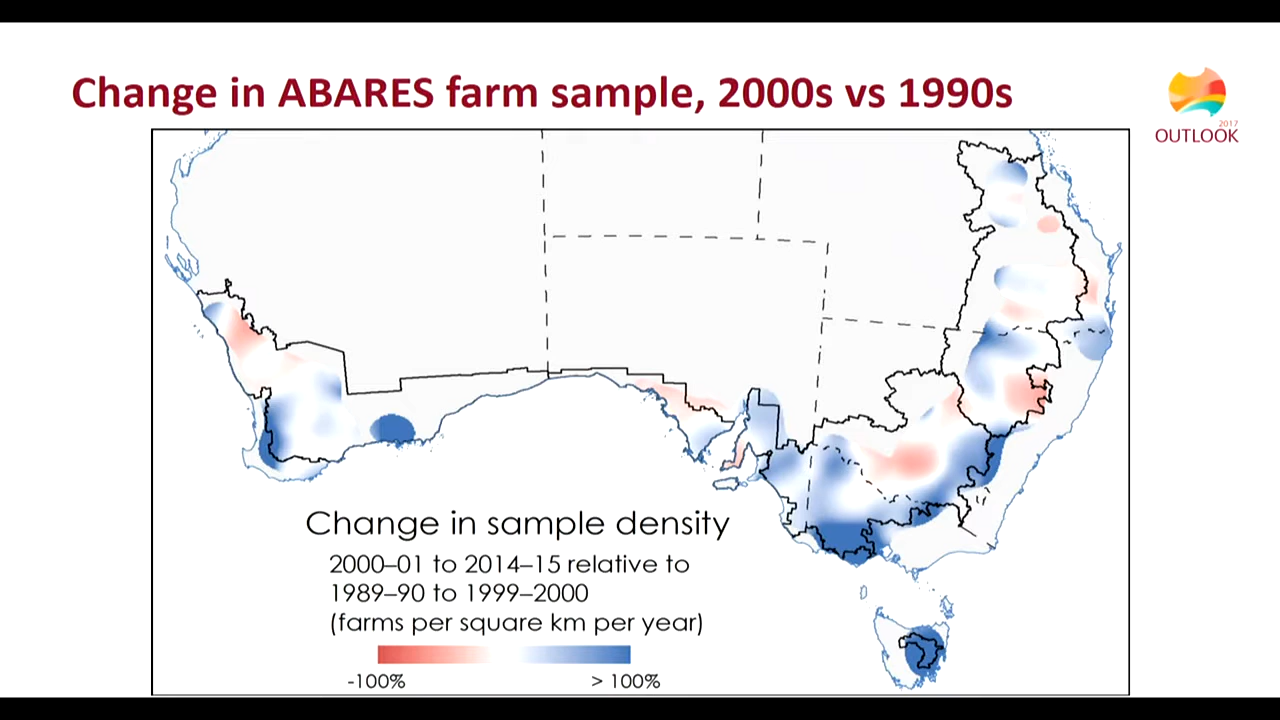 Change in ABARES farm sample, 2000s vs 1990s
2017
OUTLOOK
Change in sample density
2000–01 to 2014–15 relative to
1989–90 to 1999–2000
(farms per square km per year)
-100%
> 100%